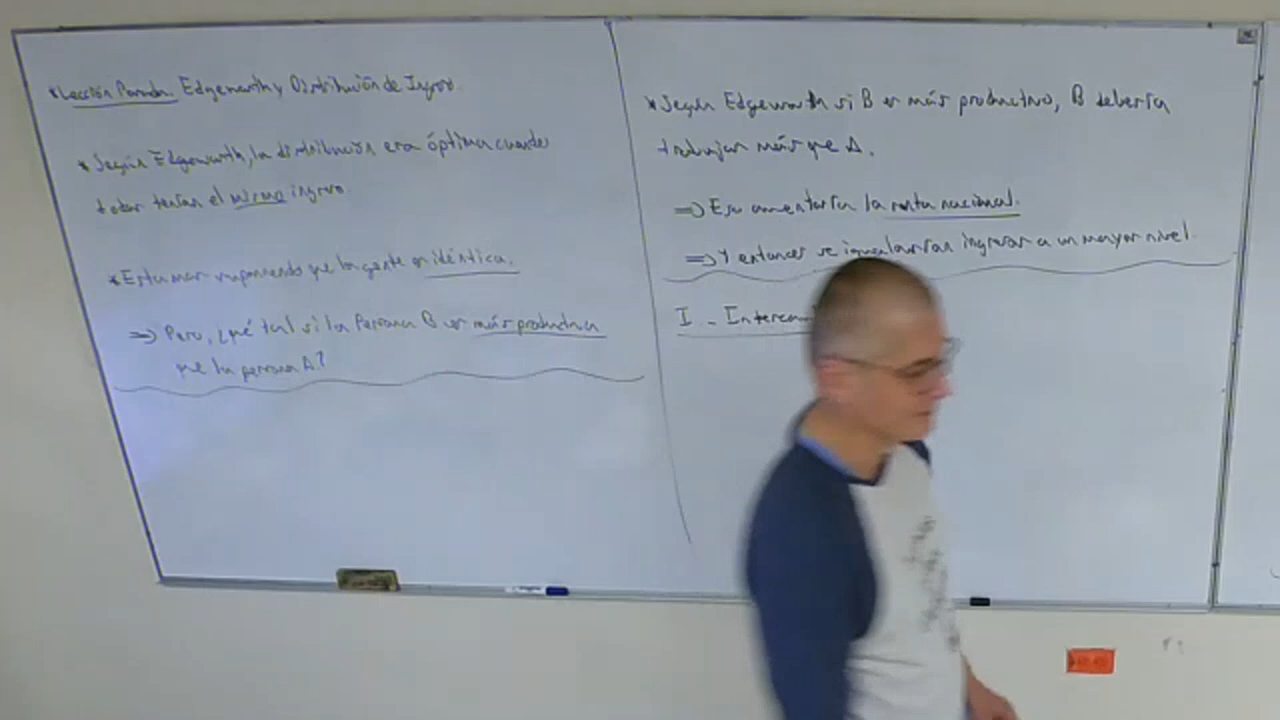 *Lección Pasada. Edgeworth y Distribución de Ingreso.
*Según Edgeworth, la distribución era óptima cuando
todos tenían el mismo ingreso.
*Estamos suponiendo que la gente es idéntica.
=> Pero, ¿qué tal si la Persona B es más productiva
que la persona A?
*Según Edgeworth si B es más productivo, B debería
trabajar más que A.
=> Eso aumentaría la renta nacional.
=> Y entonces se igualarían ingresos a un mayor nivel
I -